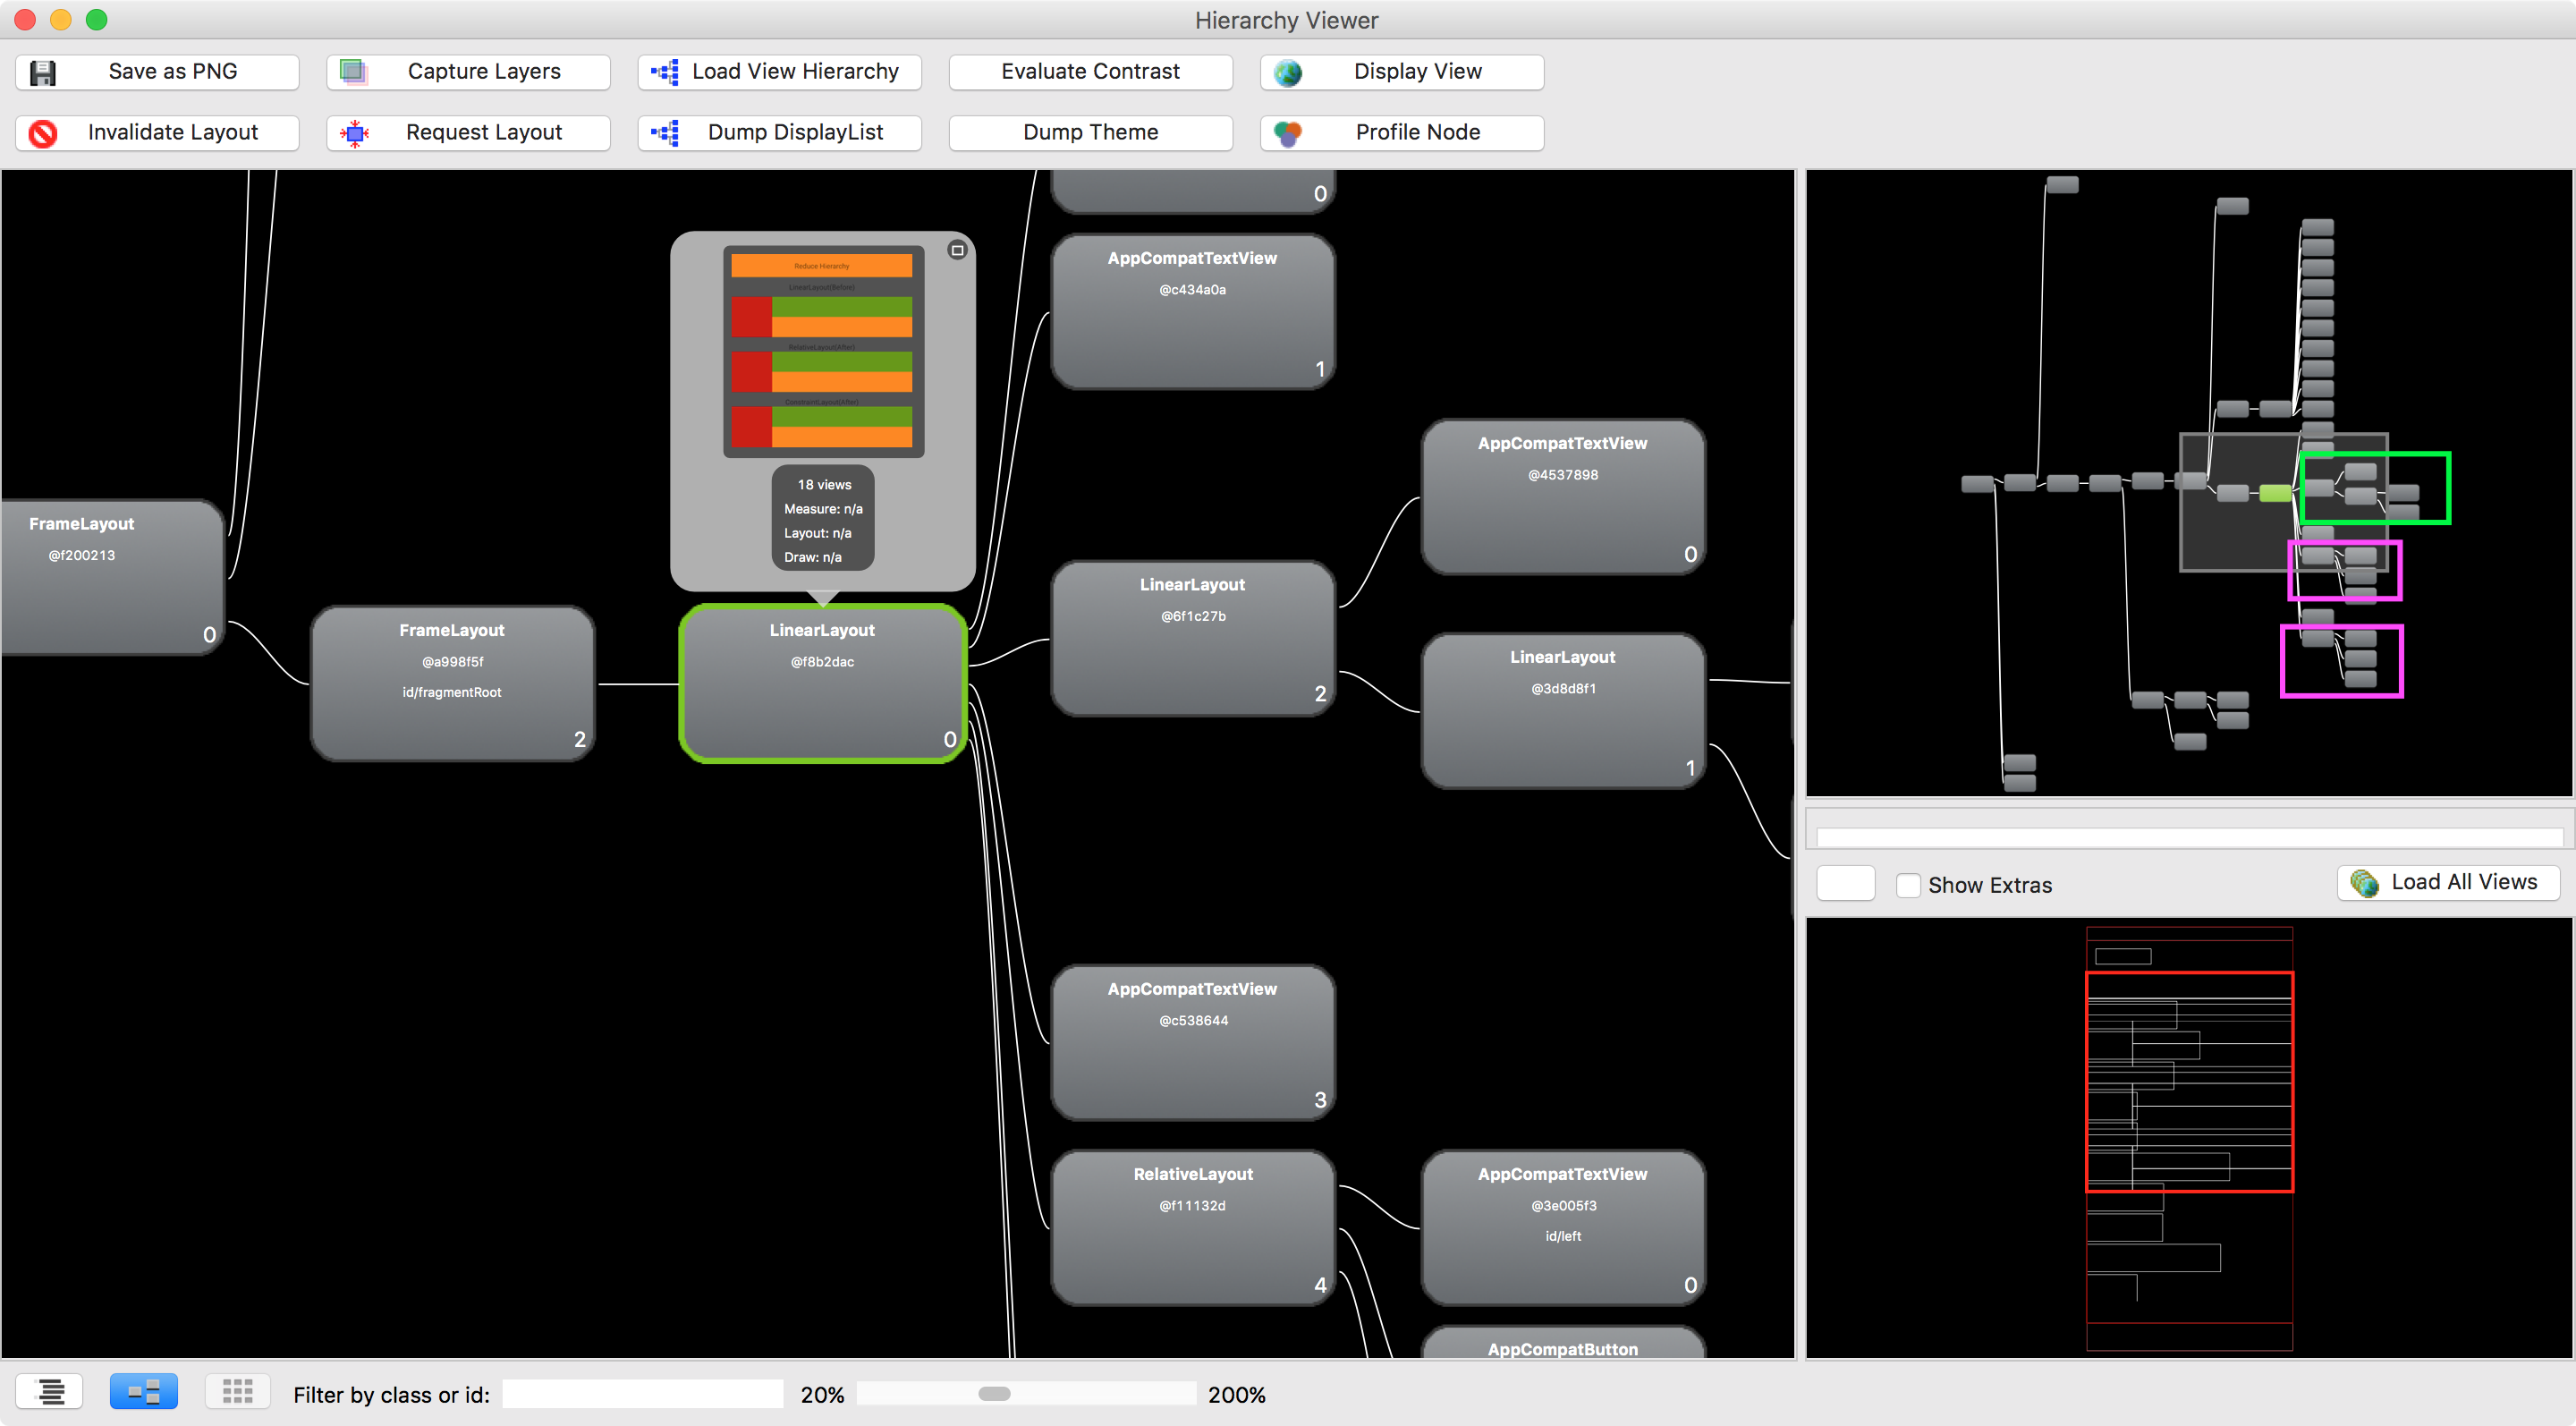 Hierarchy Viewer
Save as PNG
Capture Layers
Load View Hierarchy
Evaluate Contrast
Display View
Invalidate Layout
Request Layout
Dump DisplayList
Dump Theme
Profile Node
0
AppCompatTextView
@c434a0a
1
Reduce Hierarchy
LinearLayout(Before)
RelativeLayout(After)
ConstraintLayout(After)
18 views
Measure: n/a
Layout: n/a
Draw: n/a
FrameLayout
@f200213
0
FrameLayout
@a998f5f
id/fragmentRoot
2
LinearLayout
@f8b2dac
0
LinearLayout
@6f1c27b
2
AppCompatTextView
@4537898
0
LinearLayout
@3d8d8f1
1
AppCompatTextView
@c538644
3
RelativeLayout
@f11132d
4
AppCompatTextView
@3e005f3
id/left
0
AppCompatButton
Show Extras
Load All Views
Filter by class or id:
20%
200%